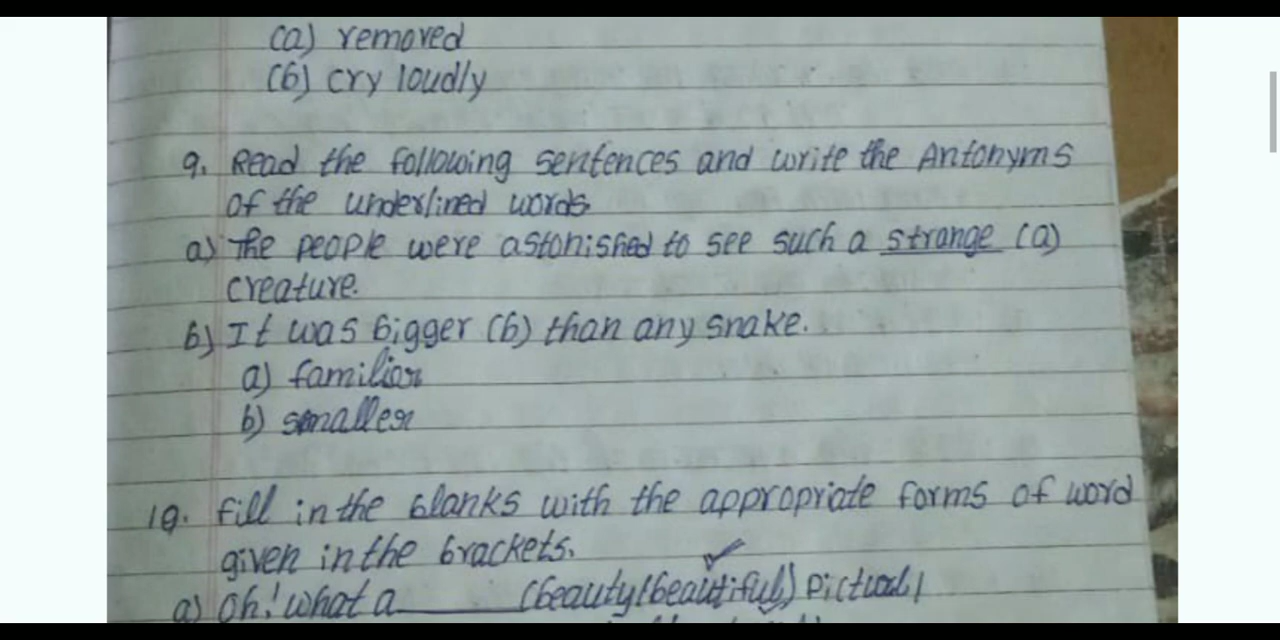 (a) removed
(b) cry loudly
9. Read the following sentences and write the Antonyms
of the underlined words.
a) The people were astonished to see such a strange (a)
creature.
b) It was bigger (b) than any snake.
a) familiar
b) smaller
10. Fill in the blanks with the appropriate forms of word
given in the brackets.
a) Oh! what a ______ (beauty/beautiful)